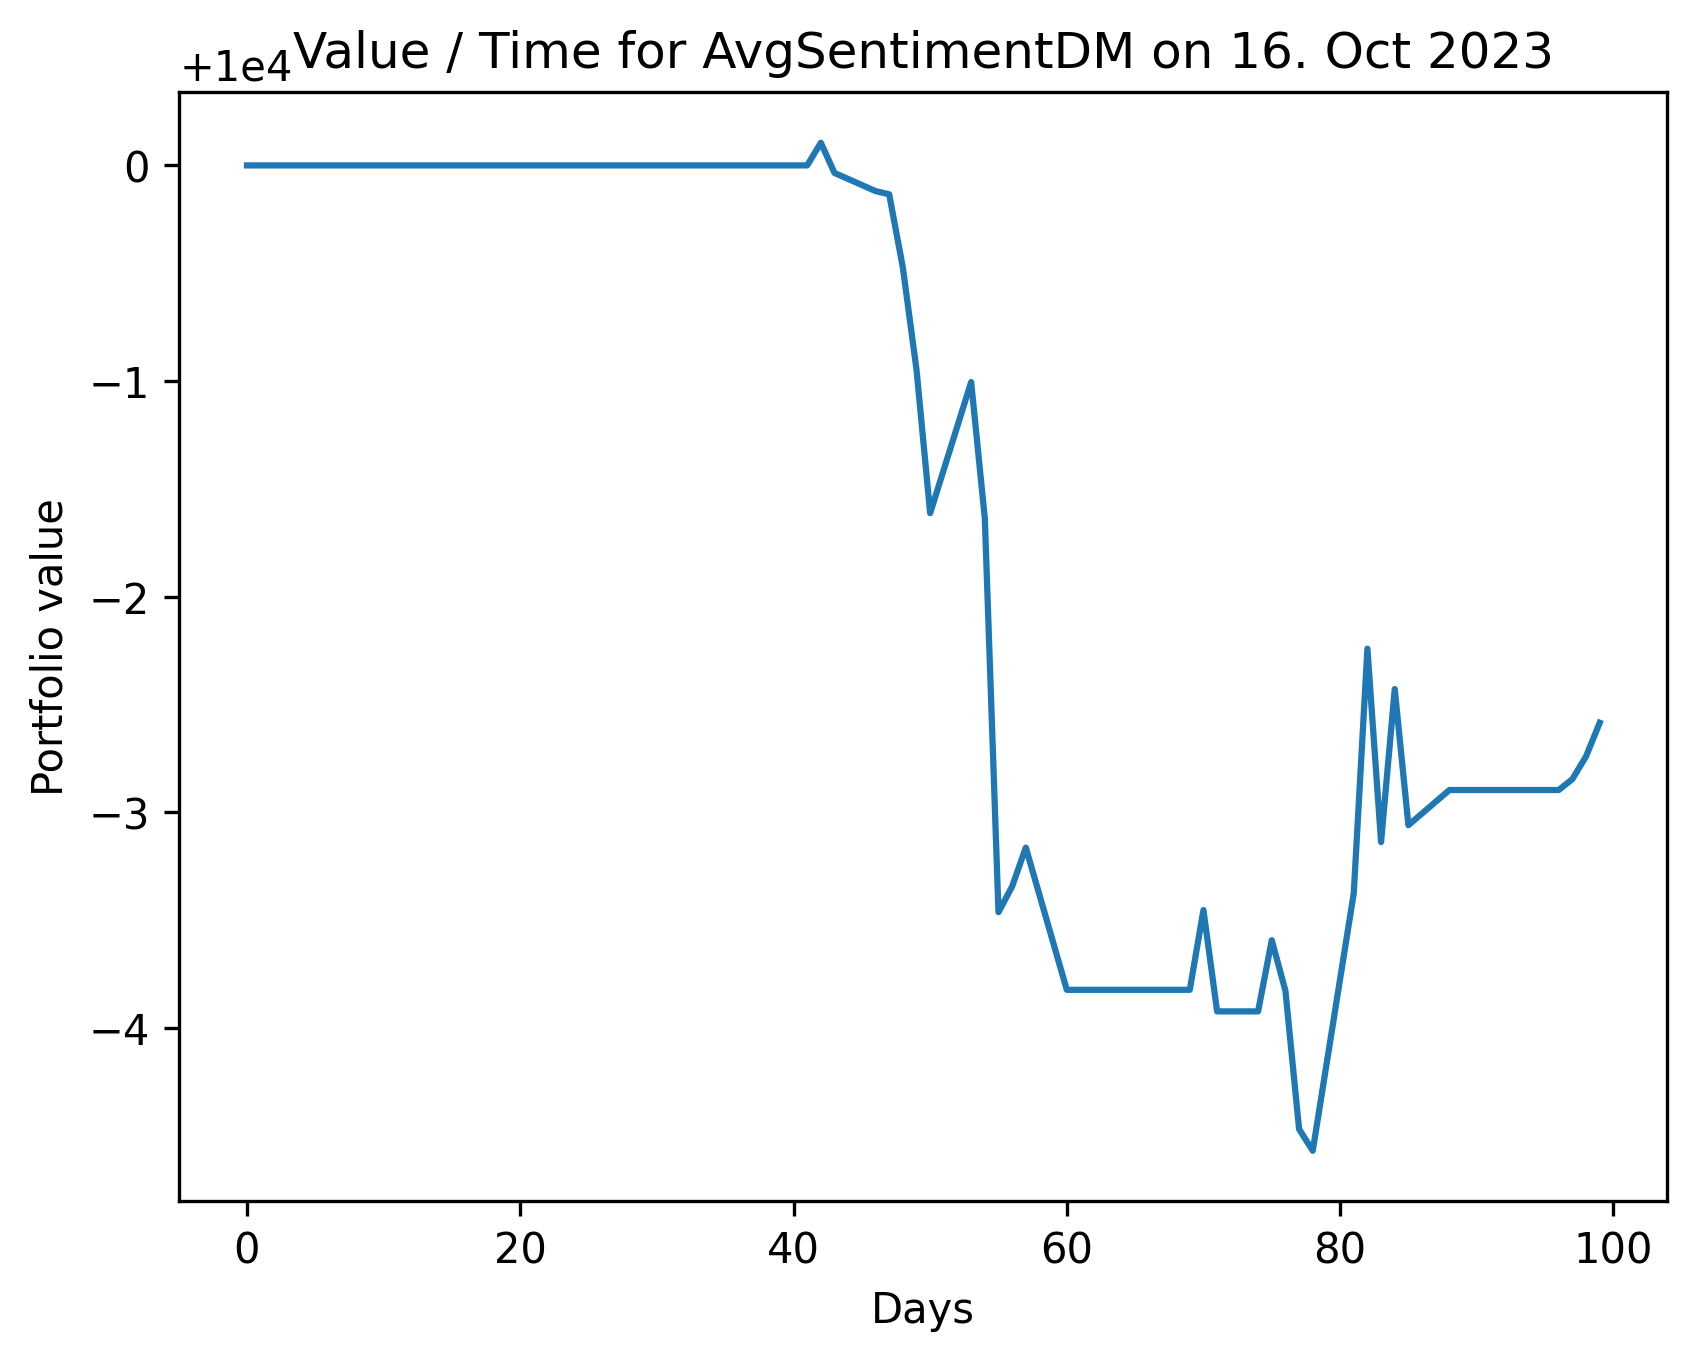 Value / Time for AvgSentimentDM on 16. Oct 2023
+1e4
0
−1
−2
−3
−4
Portfolio value
0 20 40 60 80 100
Days